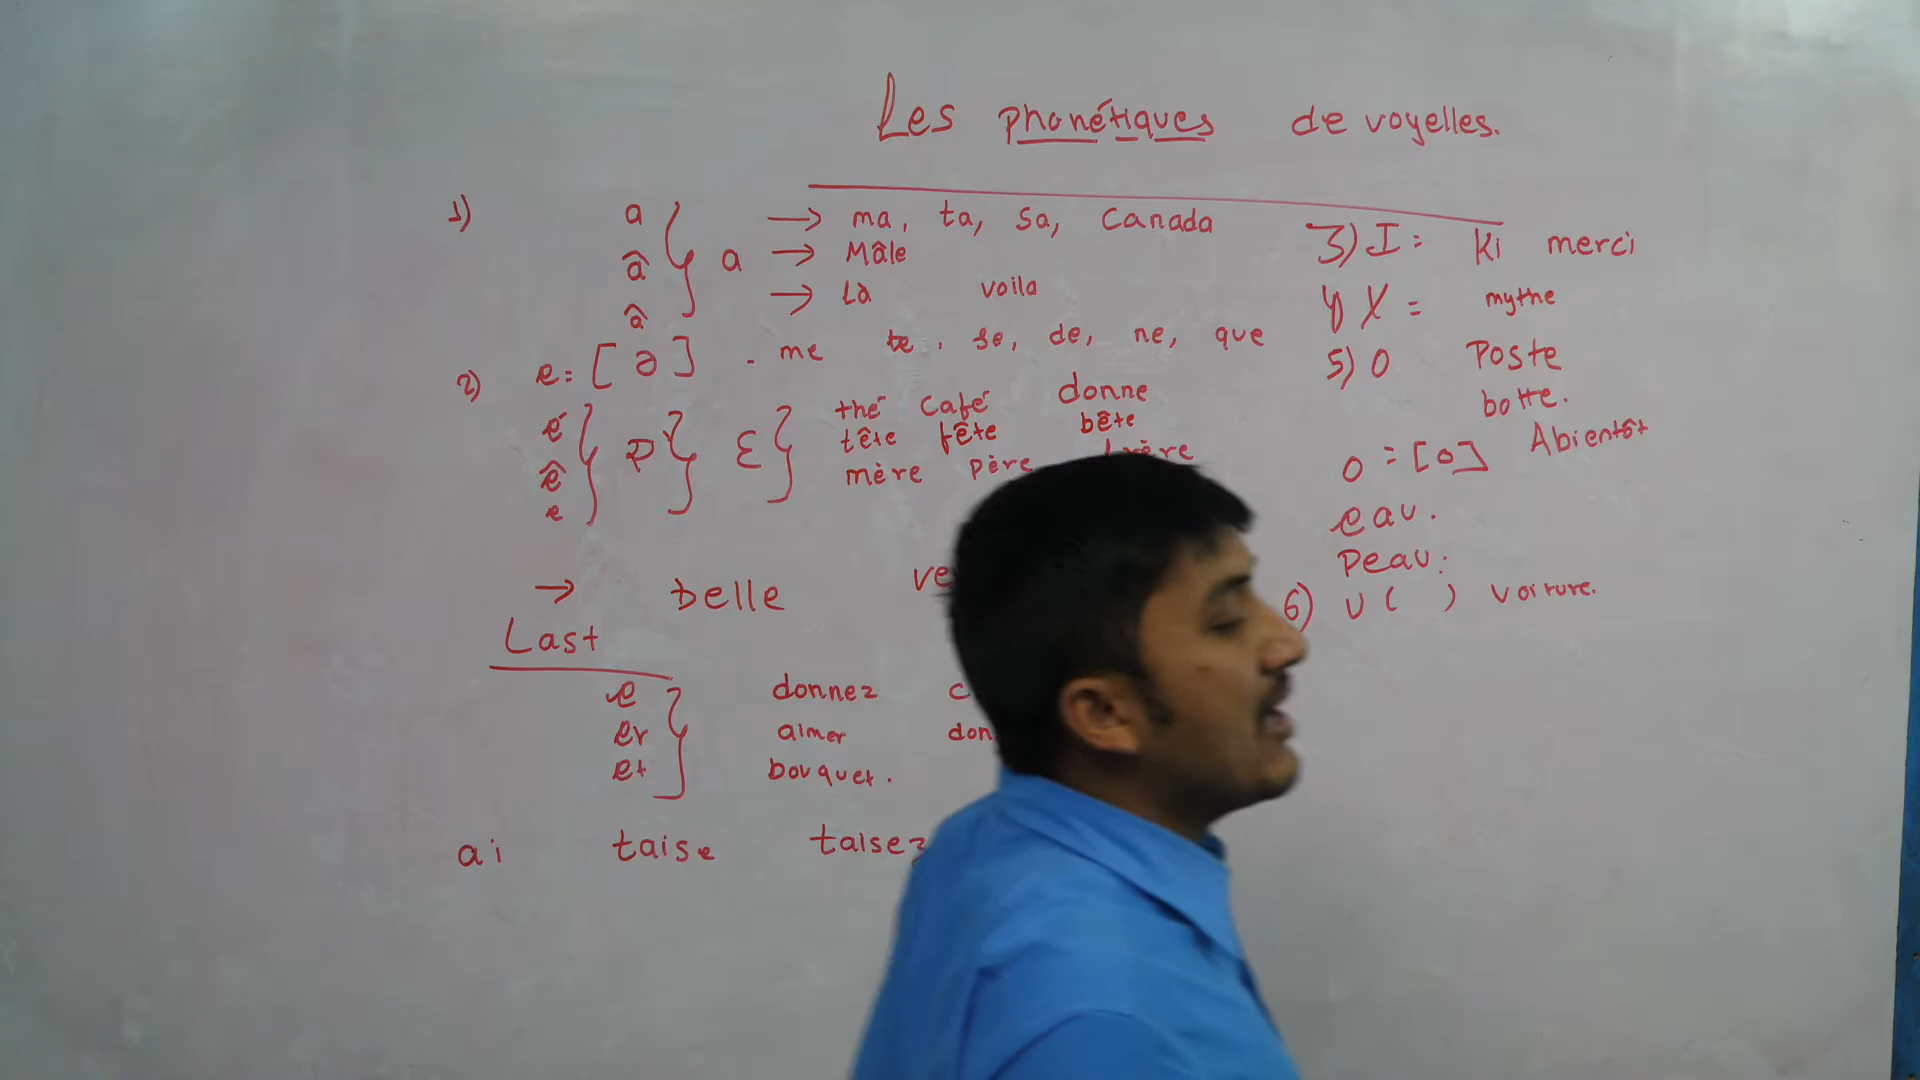 Les phonétiques de voyelles.
1) a → ma, ta, sa, Canada
â } a → Mâle
â → Là voila
2) e = [ ə ] - me te, se, de, ne, que
é thé café donne
ê } } ε } tête fête bête
e mère père
→ belle
Last
e donnez
er } aimer
et bouquet.
ai taise taisez
3) I = Ki merci
4) Y = mythe
5) O Poste
botte.
o = [o] Abientôt
eau.
Peau.
6) U ( ) voiture.